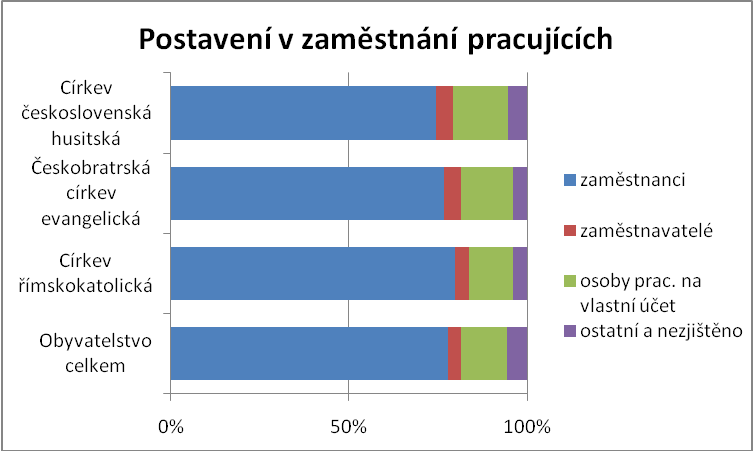 Postavení v zaměstnání pracujících
Církev
československá
husitská
Českobratrská
církev
evangelická
Církev
římskokatolická
Obyvatelstvo
celkem
0%
50%
100%
zaměstnanci
zaměstnavatelé
osoby prac. na
vlastní účet
ostatní a nezjištěno